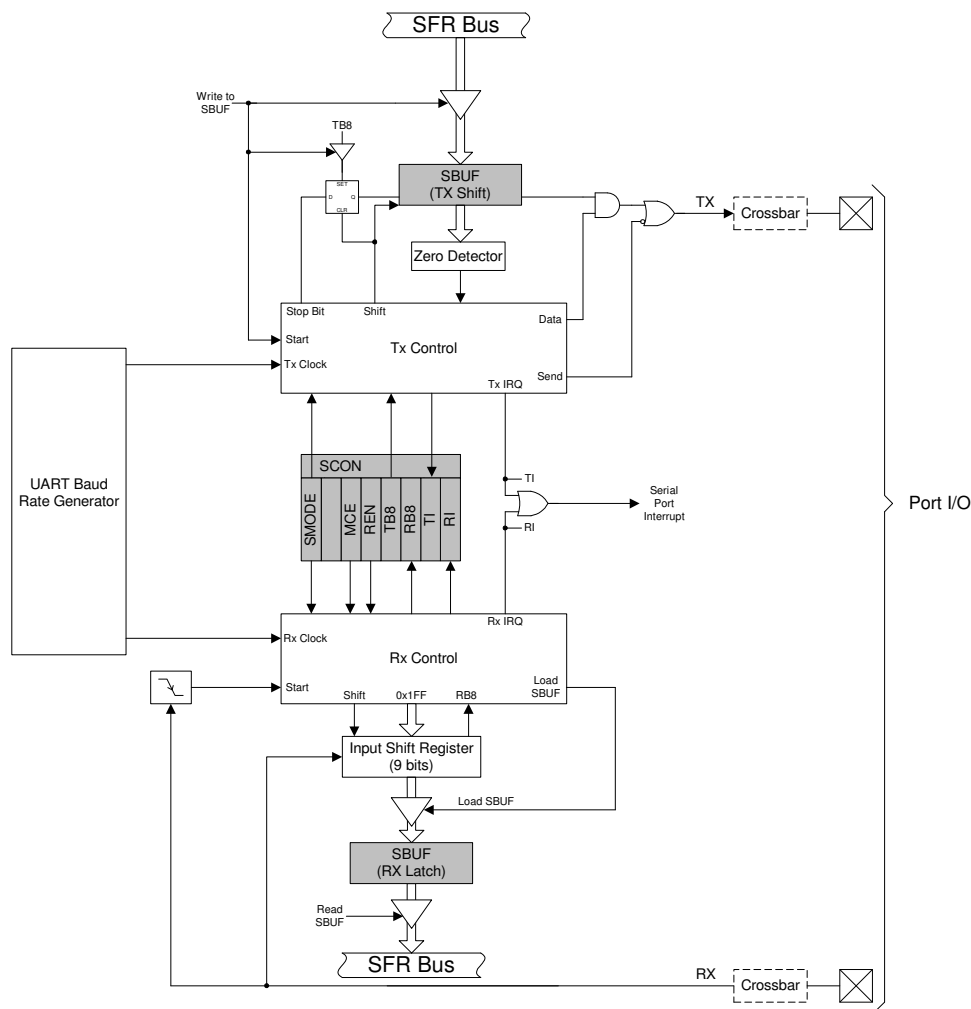 SFR Bus
Write to
SBUF
TB8
SET
D
Q
CLR
SBUF
(TX Shift)
TX
Crossbar
Zero Detector
Stop Bit
Shift
Data
Start
Tx Control
Tx Clock
Send
Tx IRQ
UART Baud
Rate Generator
SCON
SMODE
MCE
REN
TB8
RB8
TI
RI
TI
Serial
Port
Interrupt
RI
Port I/O
Rx IRQ
Rx Clock
Rx Control
Start
Load
SBUF
Shift
0x1FF
RB8
Input Shift Register
(9 bits)
Load SBUF
SBUF
(RX Latch)
Read
SBUF
SFR Bus
RX
Crossbar